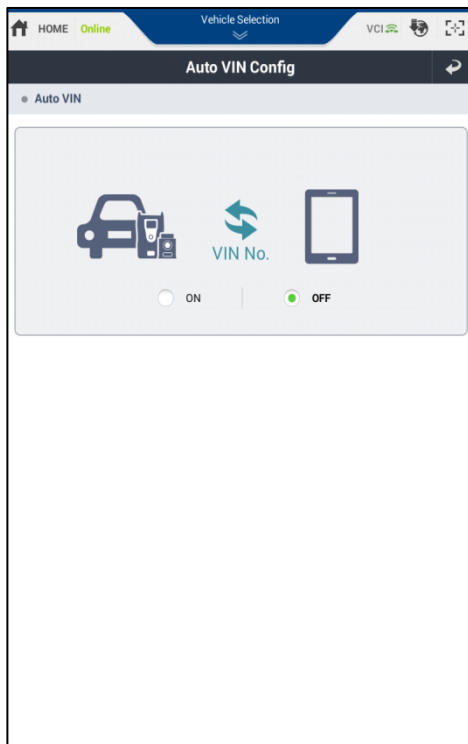 HOME Online Vehicle Selection VCI
Auto VIN Config
Auto VIN
VIN No.
ON OFF